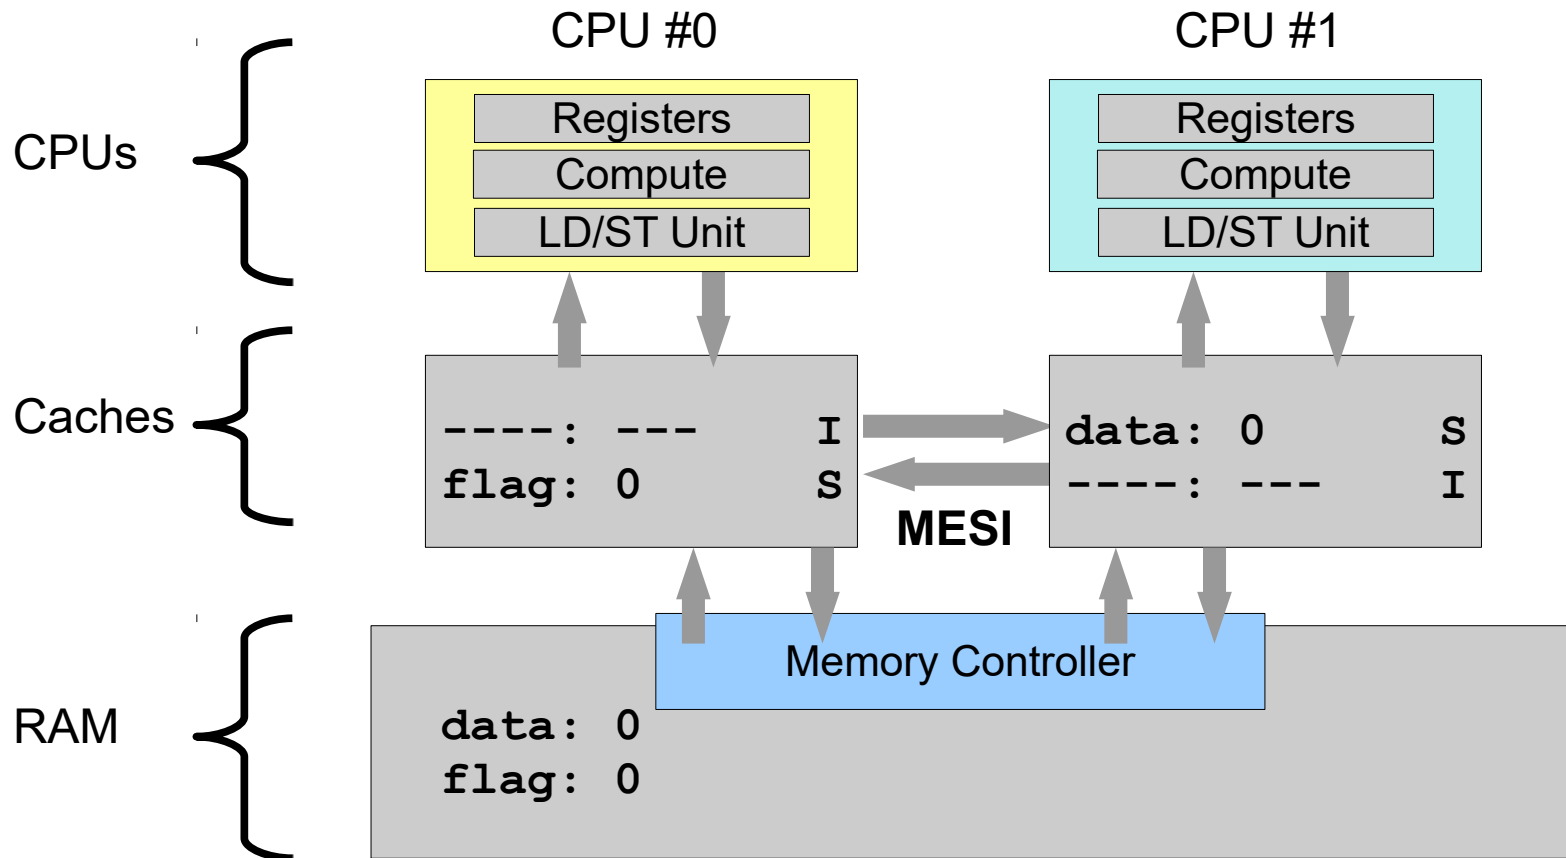 CPU #0
CPU #1
CPUs
Registers
Compute
LD/ST Unit
Registers
Compute
LD/ST Unit
Caches
----: --- I
flag: 0 S
MESI
data: 0 S
----: --- I
RAM
Memory Controller
data: 0
flag: 0